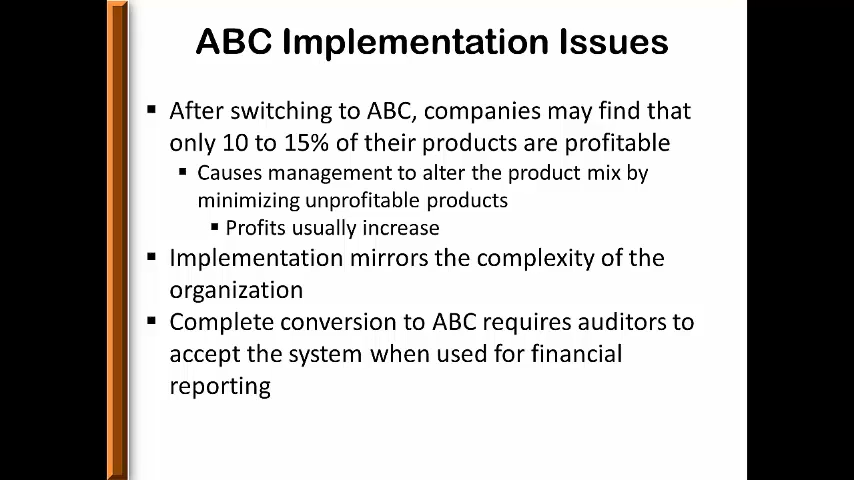 ABC Implementation Issues
▪ After switching to ABC, companies may find that
only 10 to 15% of their products are profitable
▪ Causes management to alter the product mix by
minimizing unprofitable products
▪ Profits usually increase
▪ Implementation mirrors the complexity of the
organization
▪ Complete conversion to ABC requires auditors to
accept the system when used for financial
reporting